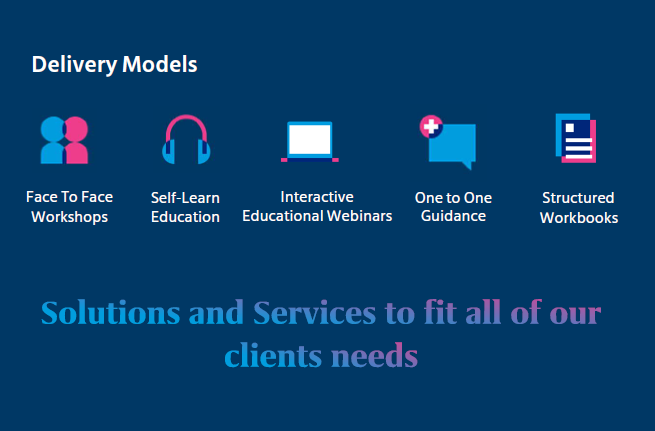 Delivery Models
Face To Face
Workshops
Self-Learn
Education
Interactive
Educational Webinars
One to One
Guidance
Structured
Workbooks
Solutions and Services to fit all of our
clients needs